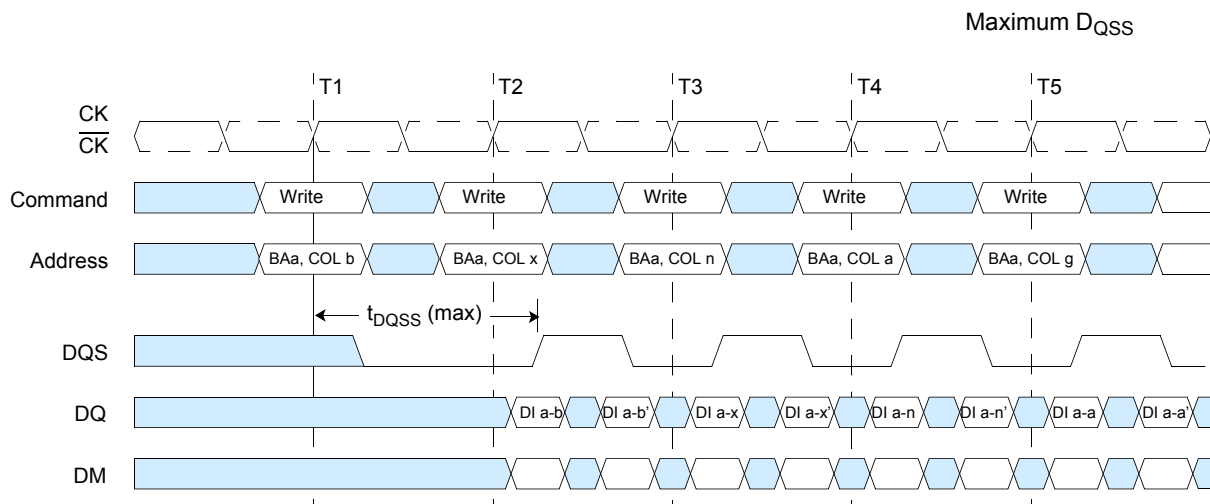 Maximum DQSS
T1 T2 T3 T4 T5
CK
CK
Command Write Write Write Write Write
Address BAa, COL b BAa, COL x BAa, COL n BAa, COL a BAa, COL g
tDQSS (max)
DQS
DQ DI a-b DI a-b’ DI a-x DI a-x’ DI a-n DI a-n’ DI a-a DI a-a’
DM